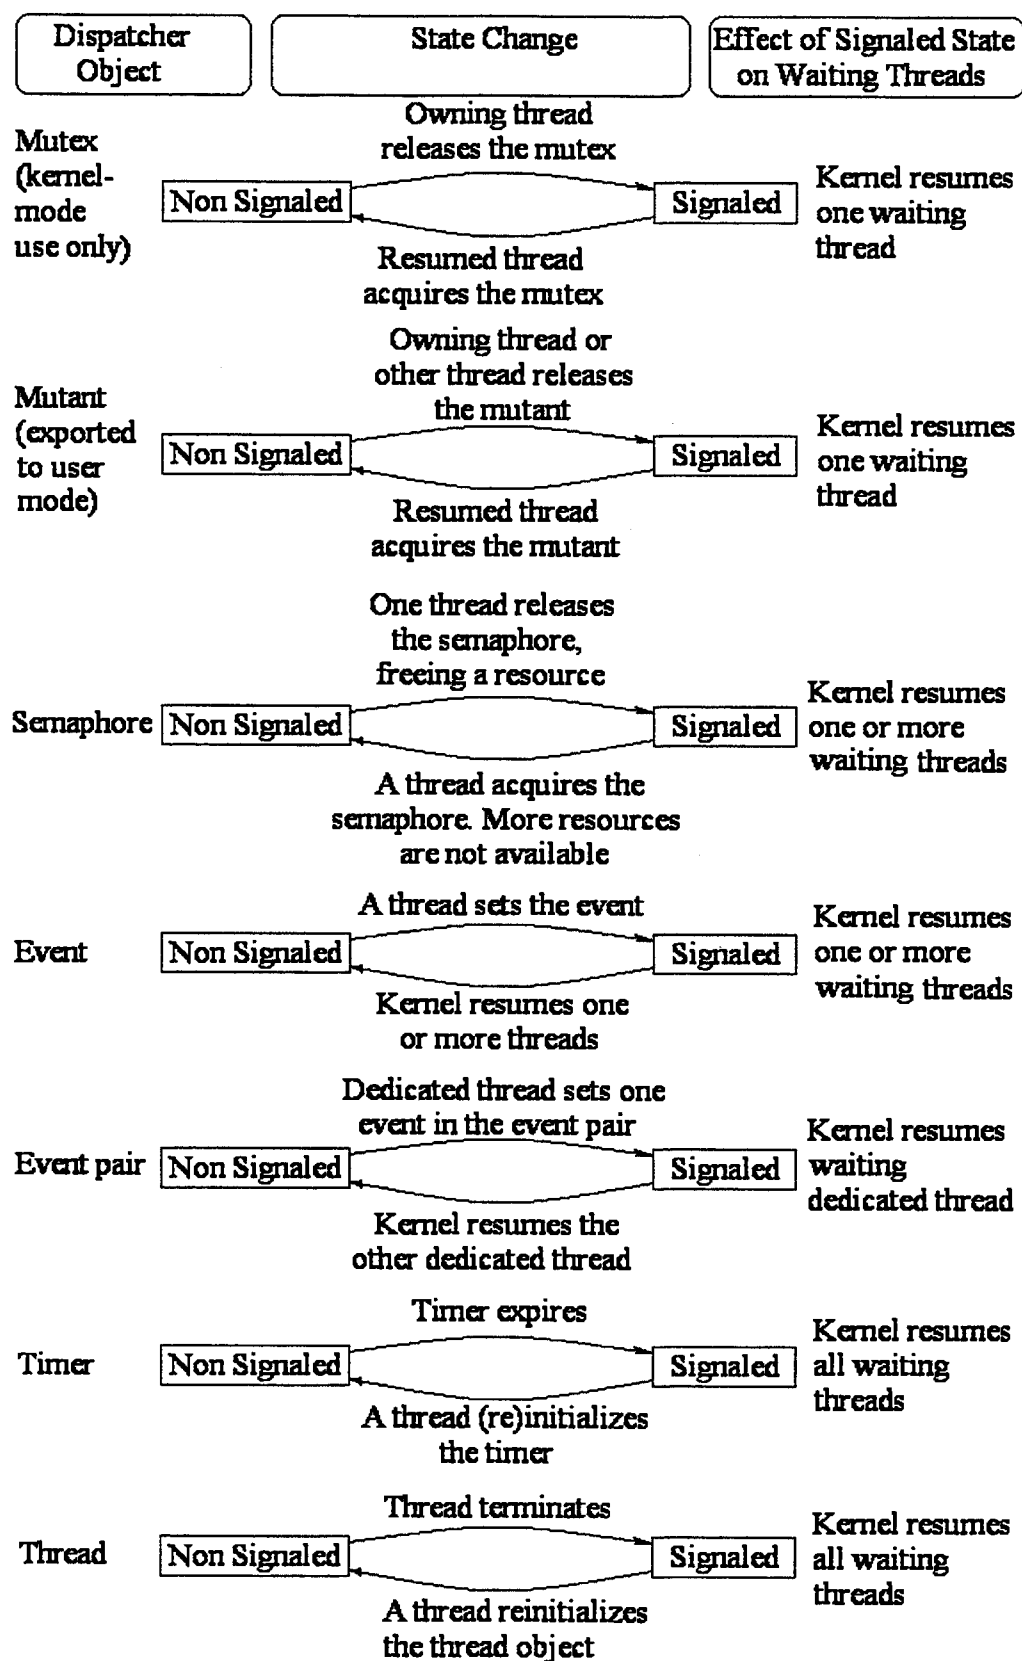 Dispatcher
Object
State Change
Effect of Signaled State
on Waiting Threads
Mutex
(kernel-
mode
use only)
Owning thread
releases the mutex
Non Signaled
Signaled
Resumed thread
acquires the mutex
Kernel resumes
one waiting
thread
Mutant
(exported
to user
mode)
Owning thread or
other thread releases
the mutant
Non Signaled
Signaled
Resumed thread
acquires the mutant
Kernel resumes
one waiting
thread
Semaphore
One thread releases
the semaphore,
freeing a resource
Non Signaled
Signaled
A thread acquires the
semaphore. More resources
are not available
Kernel resumes
one or more
waiting threads
Event
A thread sets the event
Non Signaled
Signaled
Kernel resumes one
or more threads
Kernel resumes
one or more
waiting threads
Event pair
Dedicated thread sets one
event in the event pair
Non Signaled
Signaled
Kernel resumes the
other dedicated thread
Kernel resumes
waiting
dedicated thread
Timer
Timer expires
Non Signaled
Signaled
A thread (re)initializes
the timer
Kernel resumes
all waiting
threads
Thread
Thread terminates
Non Signaled
Signaled
A thread reinitializes
the thread object
Kernel resumes
all waiting
threads